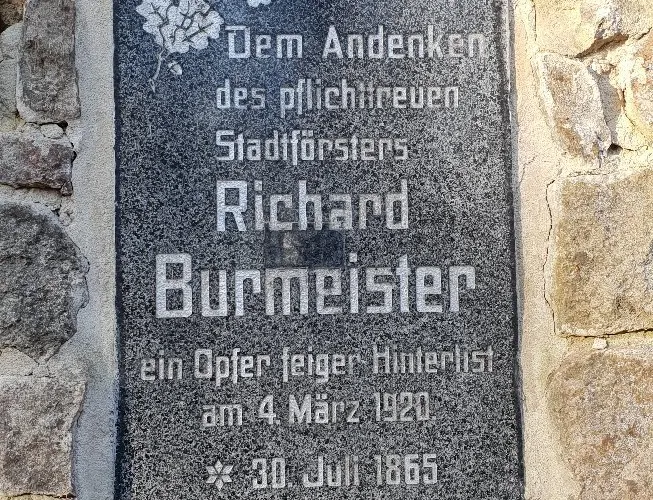 Dem Andenken
des pflichttreuen
Stadtförsters
Richard
Burmeister
ein Opfer feiger Hinterlist
am 4. März 1920.
* 30. Juli 1865